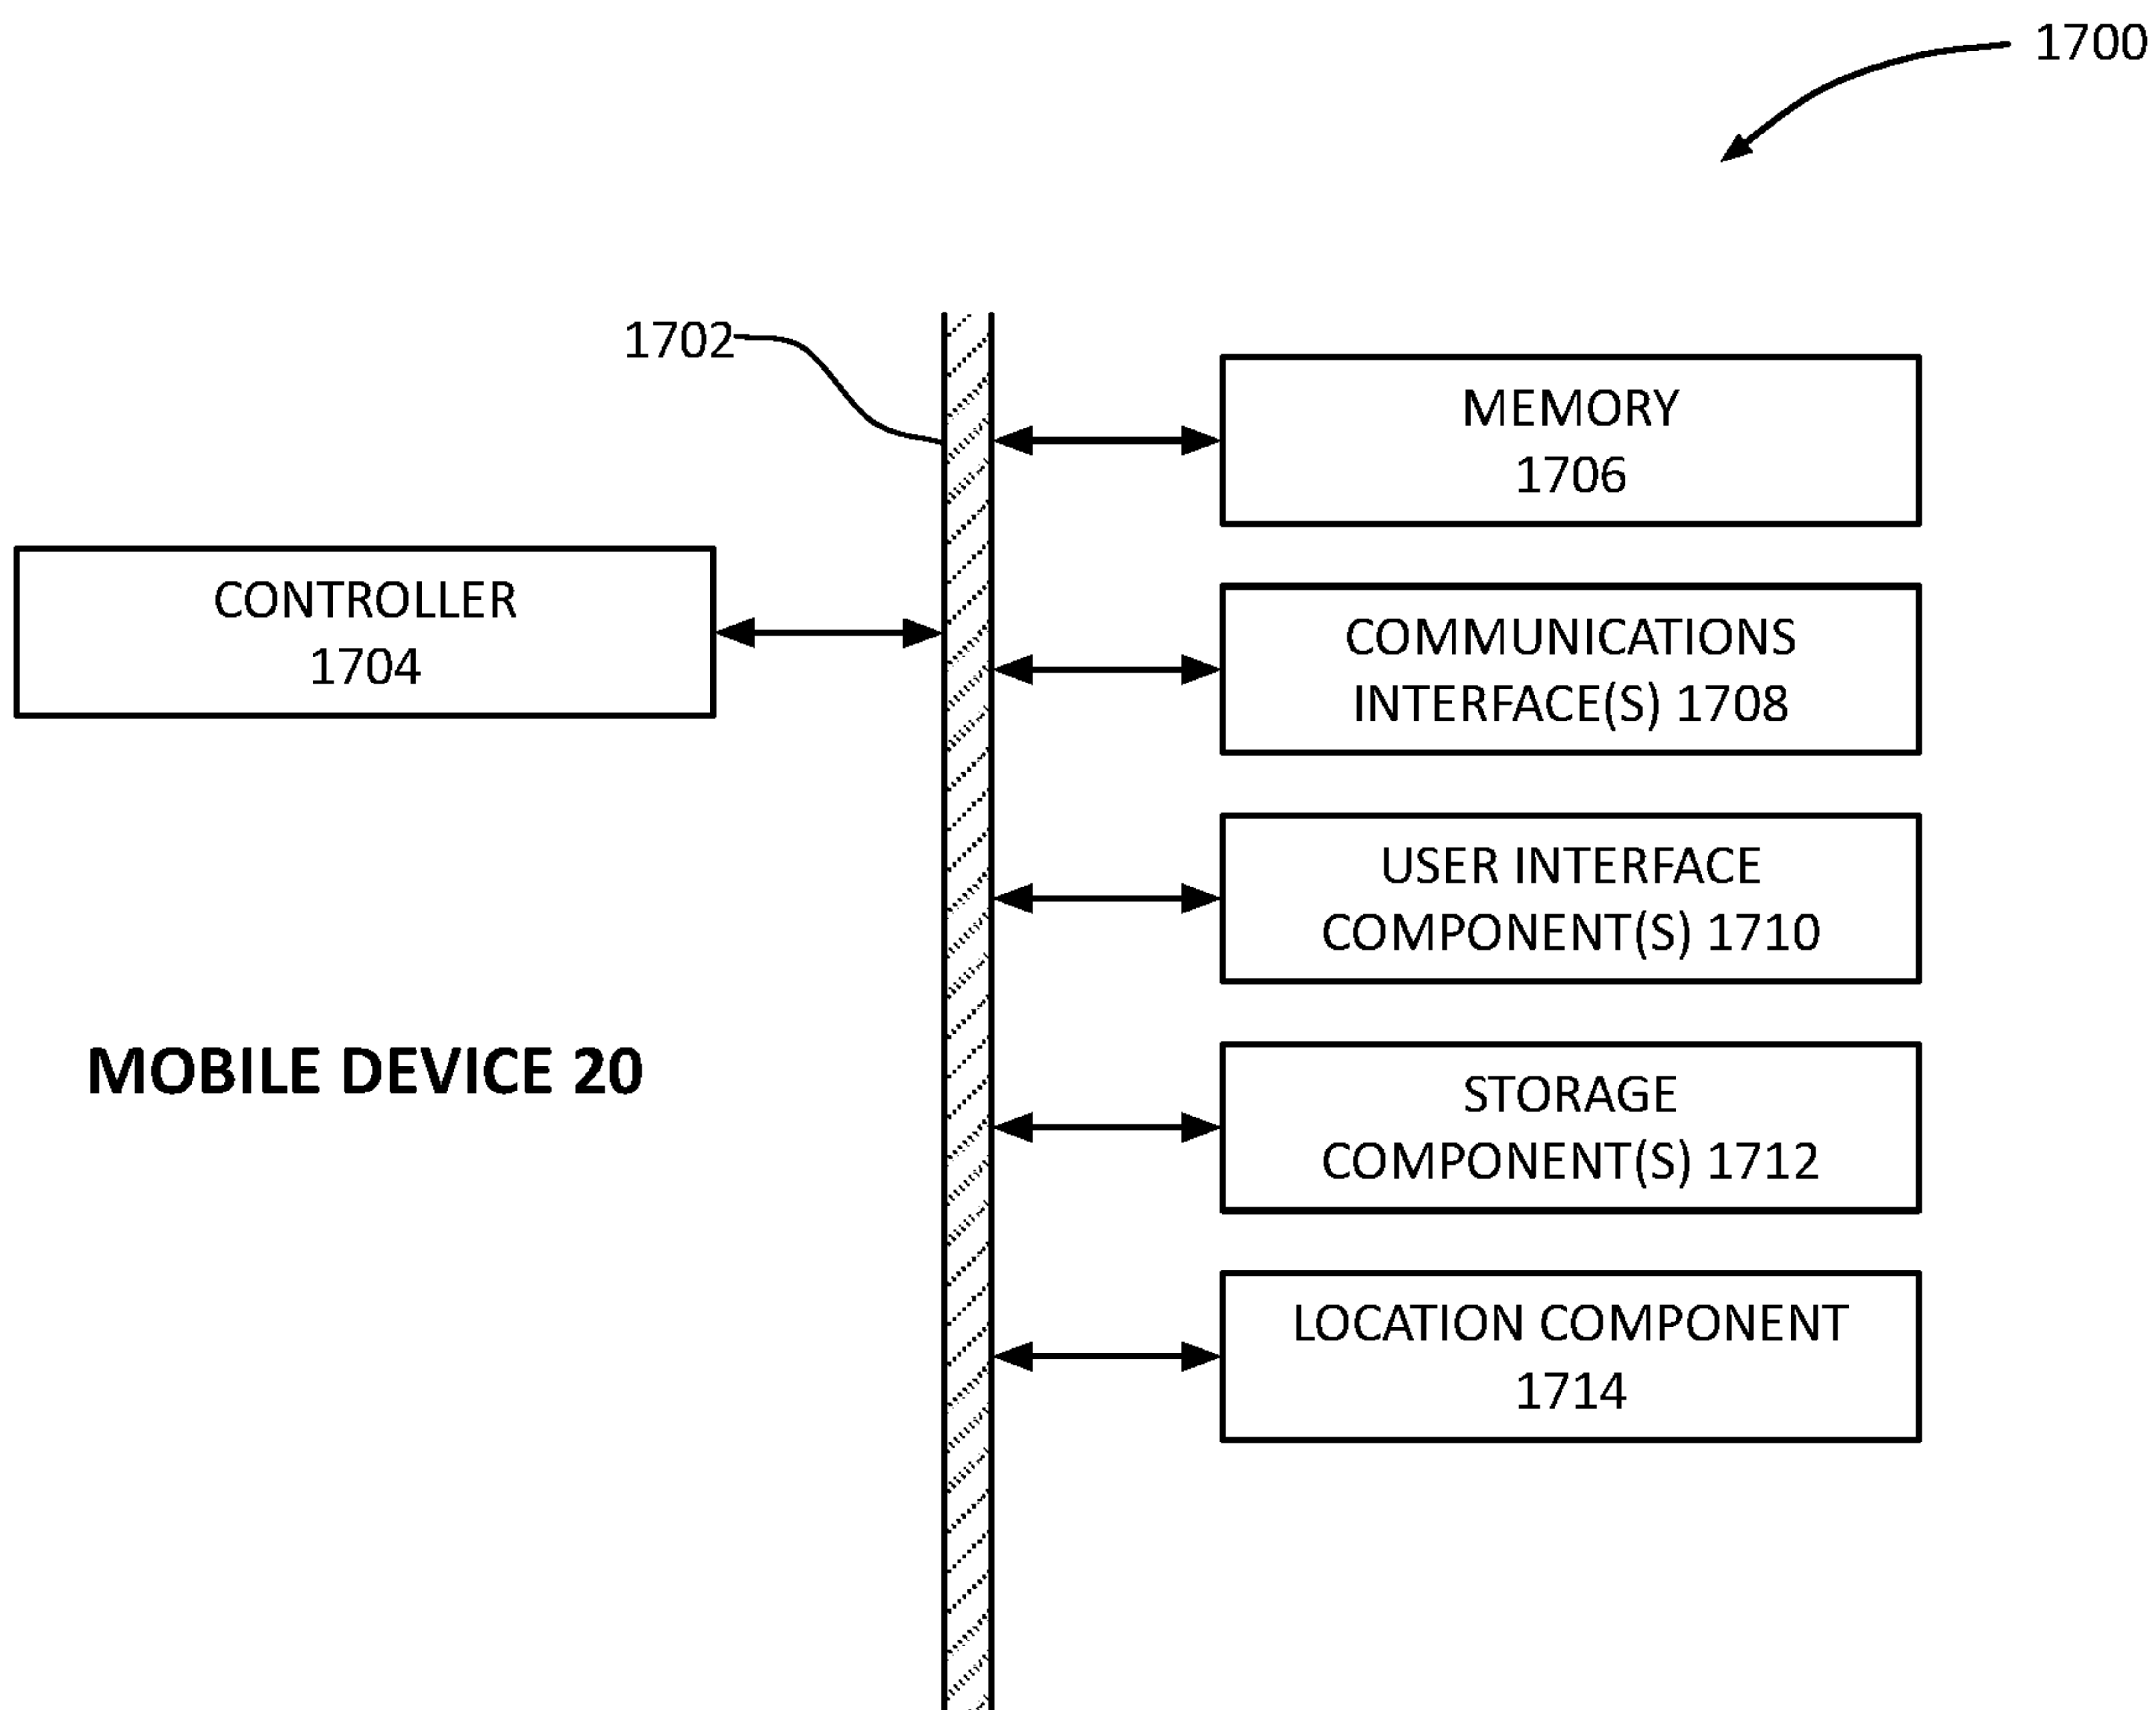 1700
1702
MEMORY
1706
CONTROLLER
1704
COMMUNICATIONS
INTERFACE(S) 1708
USER INTERFACE
COMPONENT(S) 1710
MOBILE DEVICE 20
STORAGE
COMPONENT(S) 1712
LOCATION COMPONENT
1714